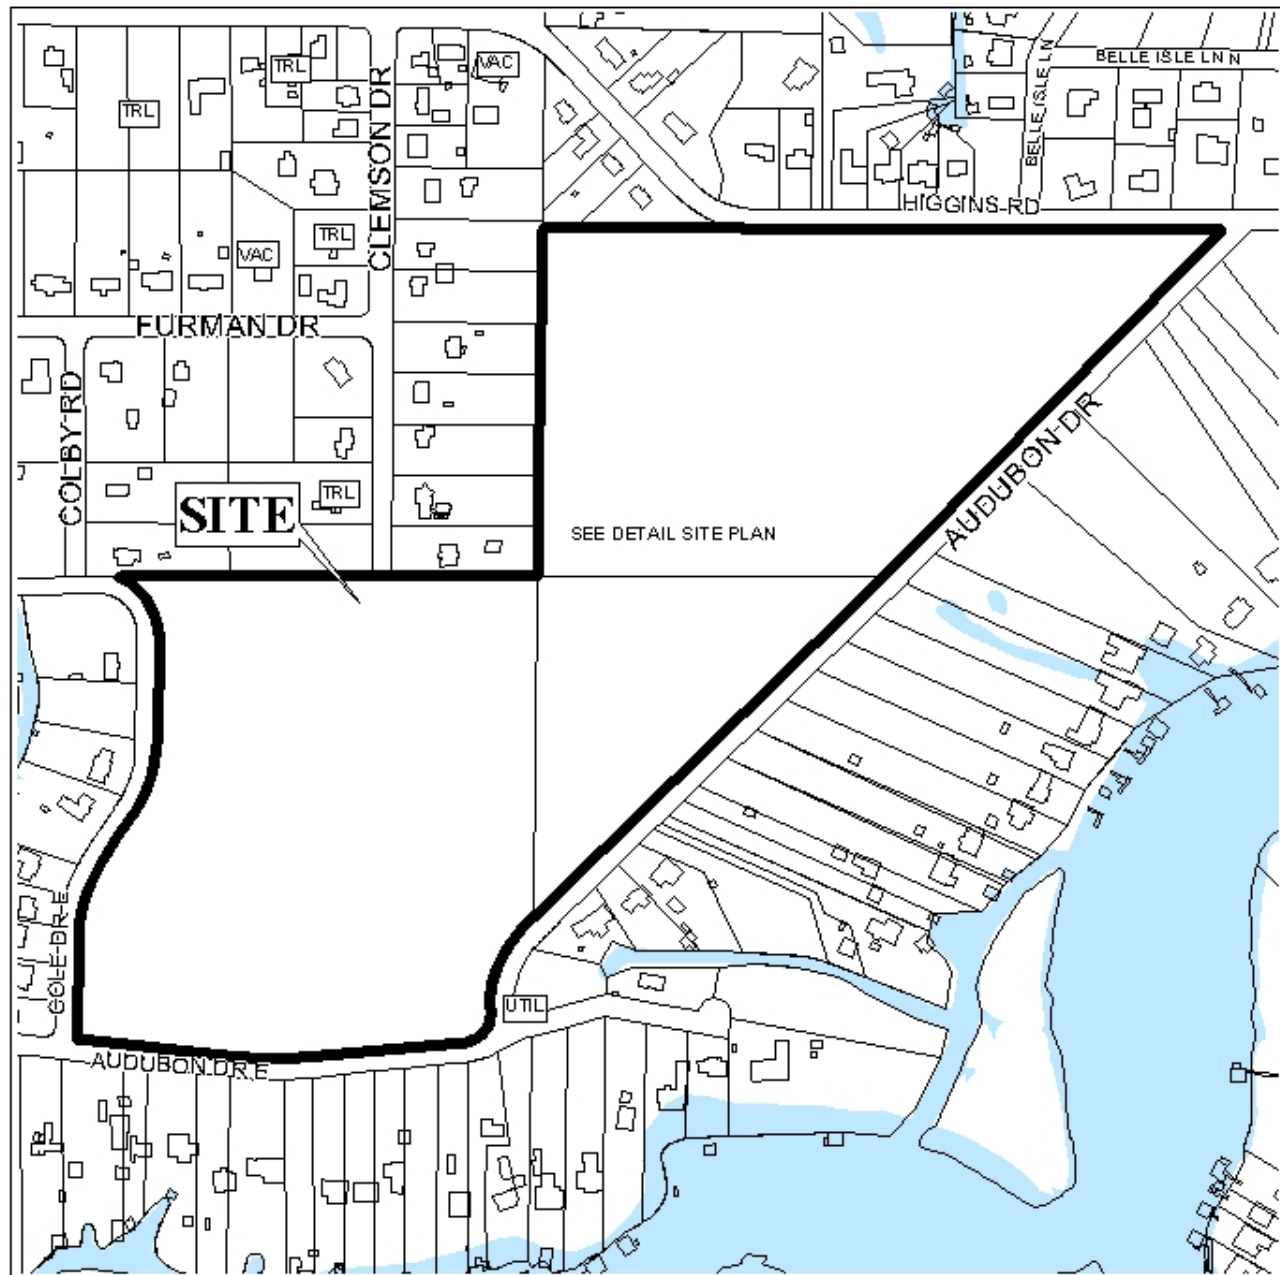 BELLE ISLE LN N
VAC
TRL
TRL
CLEMSON DR
BELLE ISLE LN
HIGGINS RD
TRL
VAC
FURMAN DR
AUDUBON DR
COLBY RD
TRL
SITE
SEE DETAIL SITE PLAN
COLE DR E
UTIL
AUDUBON DR E